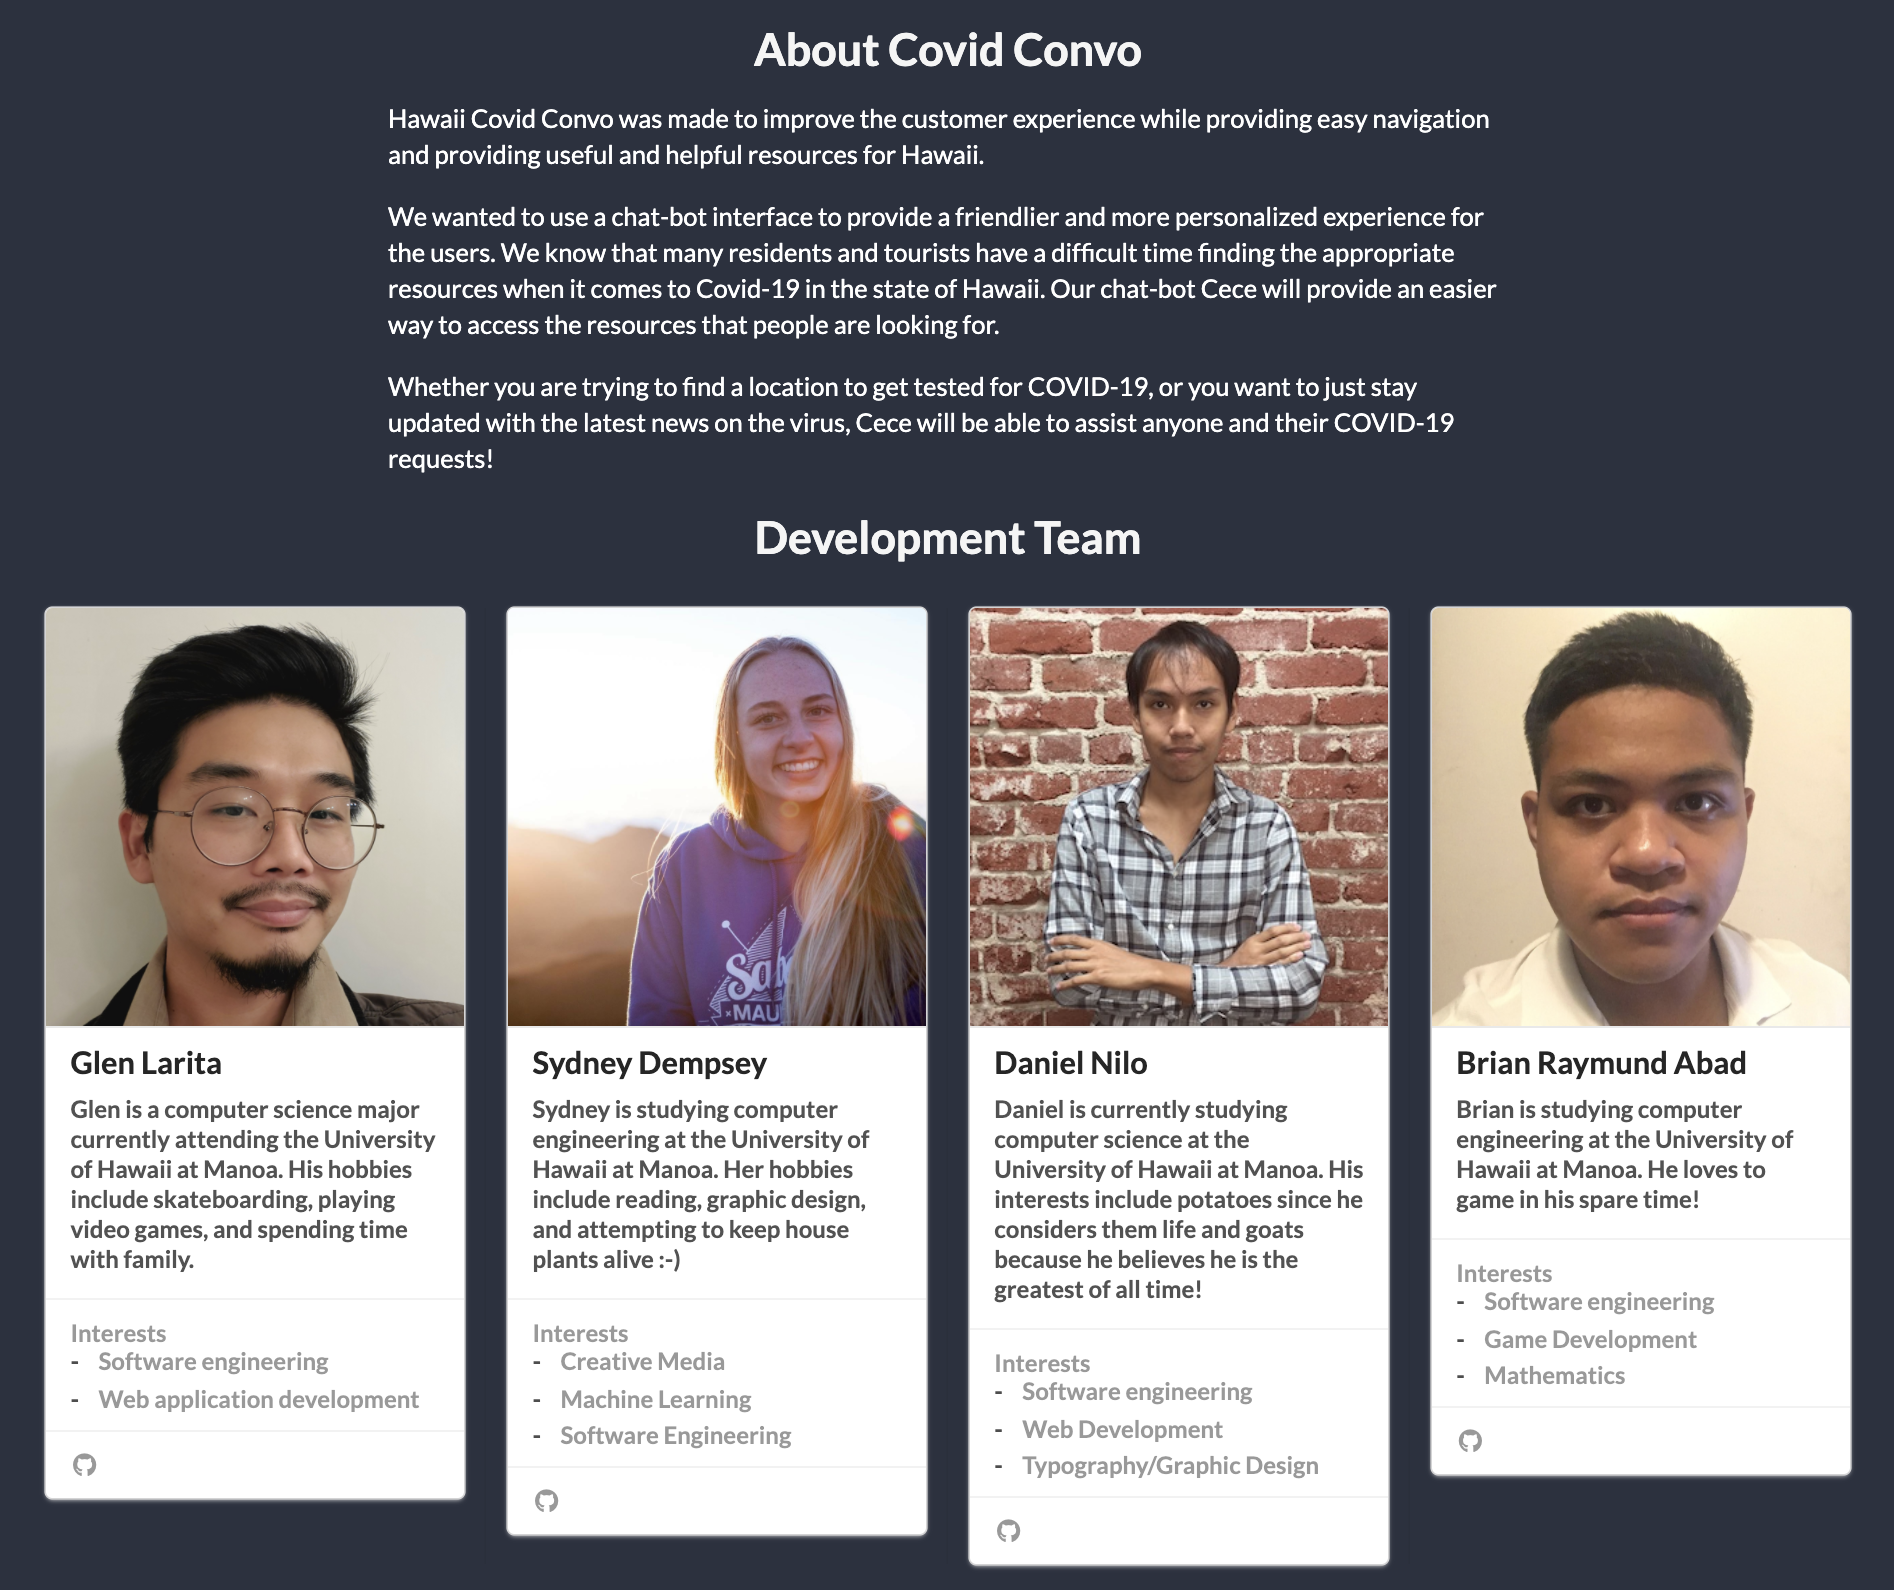 About Covid Convo
Hawaii Covid Convo was made to improve the customer experience while providing easy navigation
and providing useful and helpful resources for Hawaii.
We wanted to use a chat-bot interface to provide a friendlier and more personalized experience for
the users. We know that many residents and tourists have a difficult time finding the appropriate
resources when it comes to Covid-19 in the state of Hawaii. Our chat-bot Cece will provide an easier
way to access the resources that people are looking for.
Whether you are trying to find a location to get tested for COVID-19, or you want to just stay
updated with the latest news on the virus, Cece will be able to assist anyone and their COVID-19
requests!
Development Team
MAU
Glen Larita
Glen is a computer science major
currently attending the University
of Hawaii at Manoa. His hobbies
include skateboarding, playing
video games, and spending time
with family.
Interests
- Software engineering
- Web application development
Sydney Dempsey
Sydney is studying computer
engineering at the University of
Hawaii at Manoa. Her hobbies
include reading, graphic design,
and attempting to keep house
plants alive :-)
Interests
- Creative Media
- Machine Learning
- Software Engineering
Daniel Nilo
Daniel is currently studying
computer science at the
University of Hawaii at Manoa. His
interests include potatoes since he
considers them life and goats
because he believes he is the
greatest of all time!
Interests
- Software engineering
- Web Development
- Typography/Graphic Design
Brian Raymund Abad
Brian is studying computer
engineering at the University of
Hawaii at Manoa. He loves to
game in his spare time!
Interests
- Software engineering
- Game Development
- Mathematics